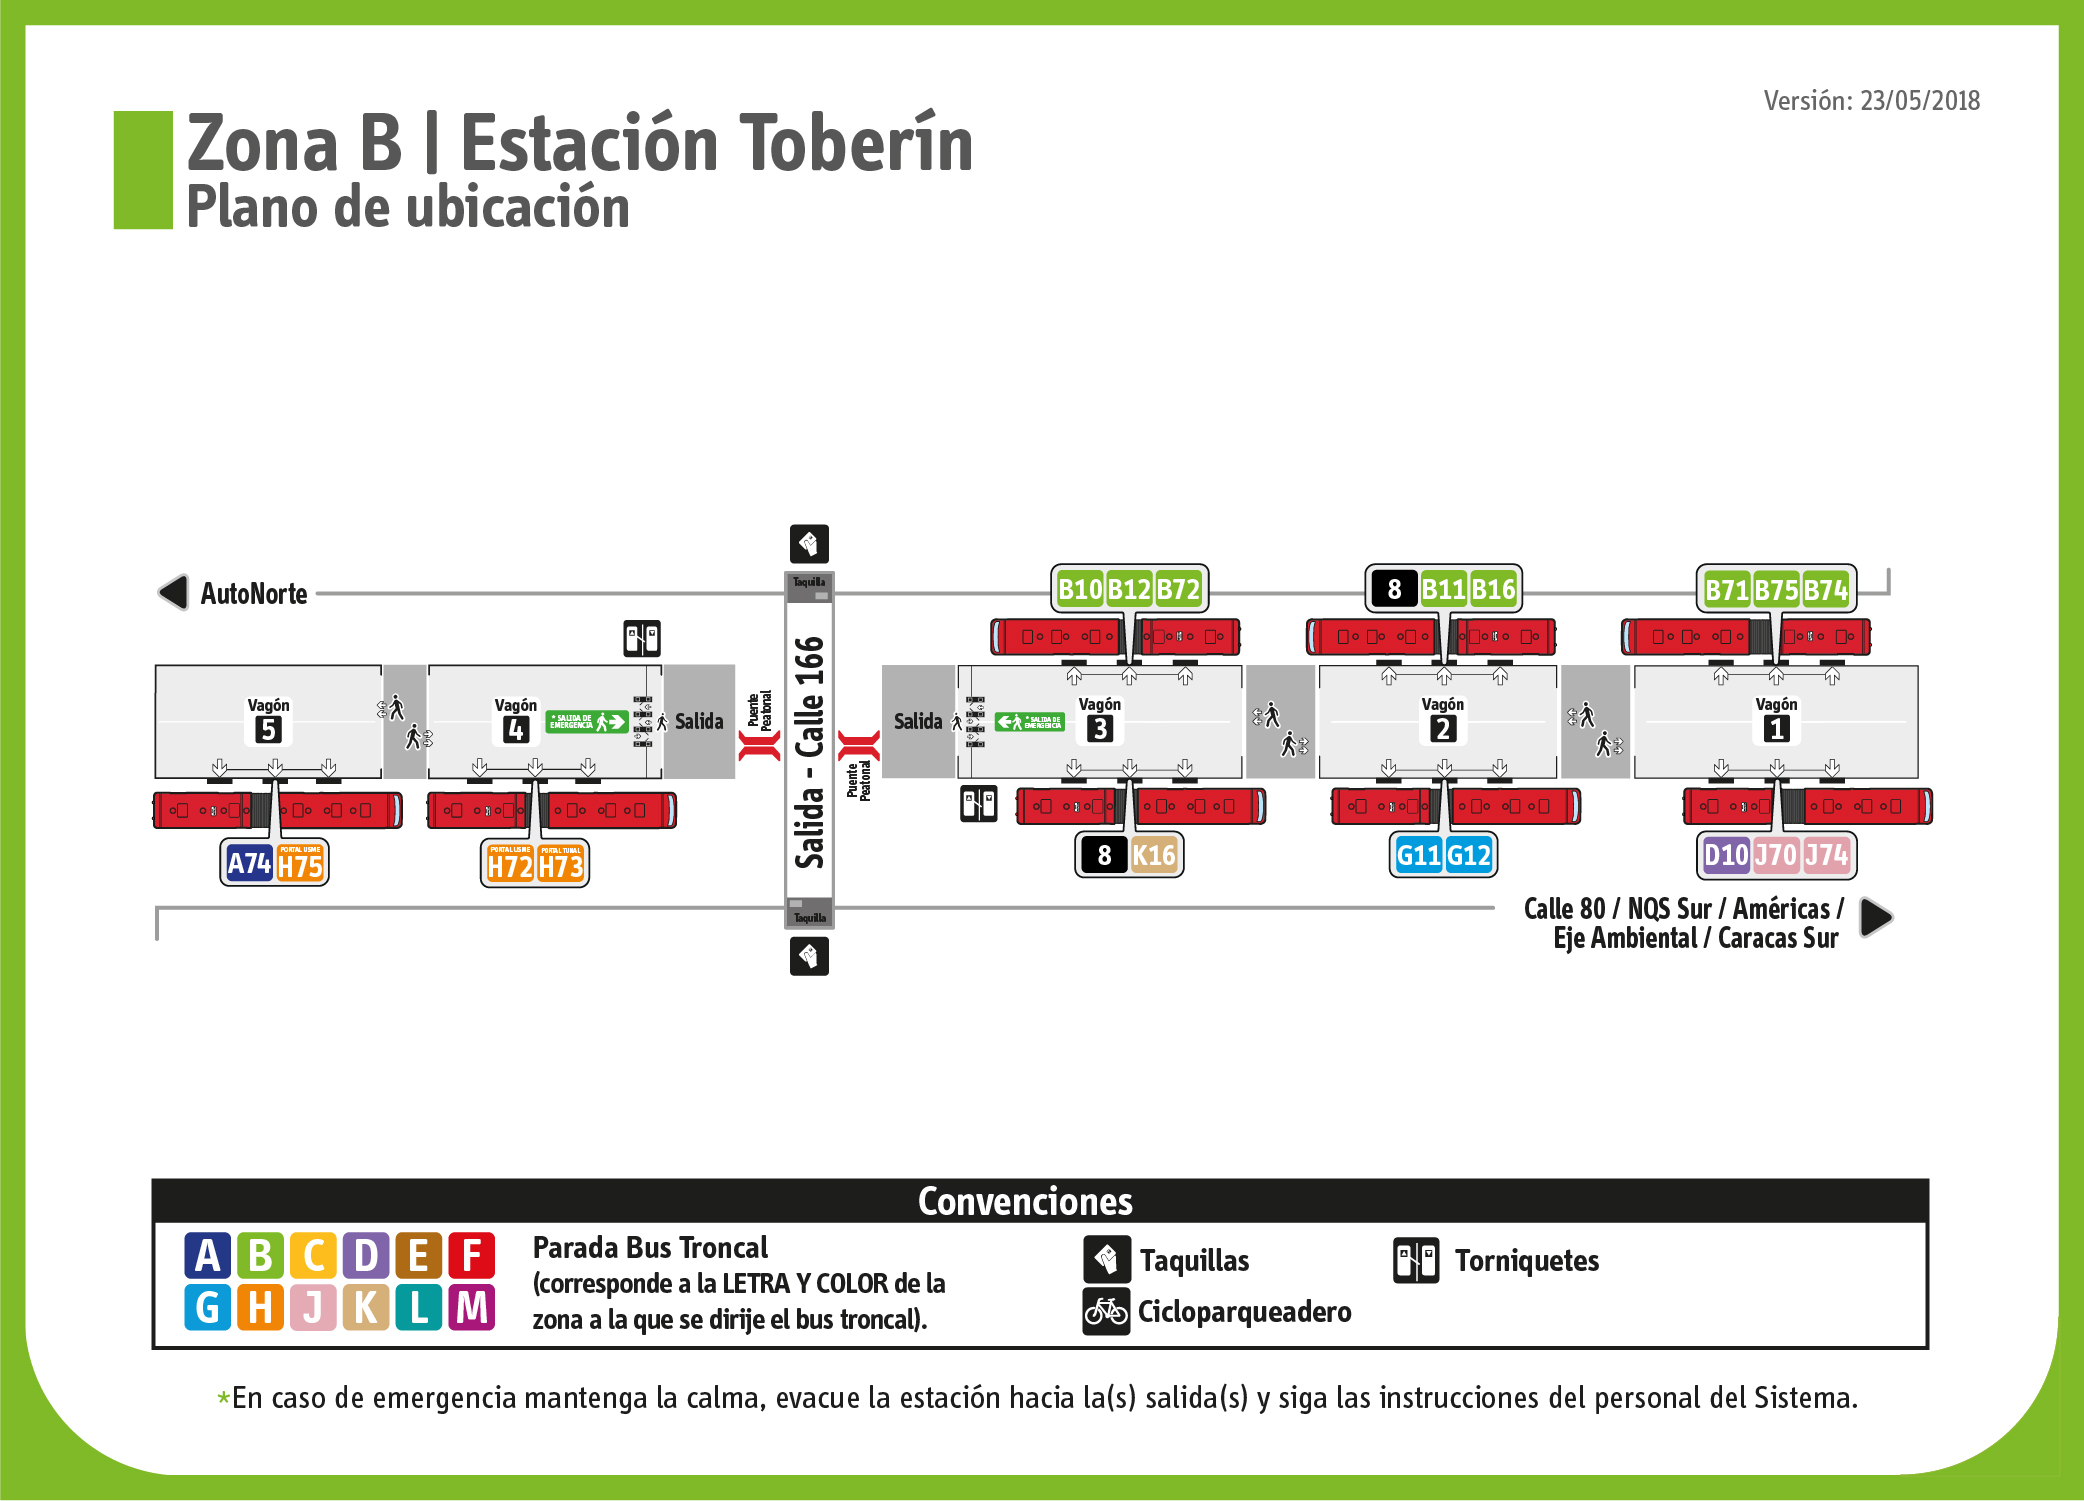 Versión: 23/05/2018
Zona B | Estación Toberín
Plano de ubicación
AutoNorte
Taquilla
B10 B12 B72
8 B11 B16
B71 B75 B74
Vagón
5
Vagón
4
* SALIDA DE
EMERGENCIA
Salida
Puente
Peatonal
Salida - Calle 166
Puente
Peatonal
Salida
* SALIDA DE
EMERGENCIA
Vagón
3
Vagón
2
Vagón
1
A74
PORTAL USME
H75
PORTAL USME
H72
PORTAL TUNAL
H73
8 K16
G11 G12
D10 J70 J74
Taquilla
Calle 80 / NQS Sur / Américas /
Eje Ambiental / Caracas Sur
Convenciones
A B C D E F
G H J K L M
Parada Bus Troncal
(corresponde a la LETRA Y COLOR de la
zona a la que se dirije el bus troncal).
Taquillas
Cicloparqueadero
Torniquetes
*En caso de emergencia mantenga la calma, evacue la estación hacia la(s) salida(s) y siga las instrucciones del personal del Sistema.